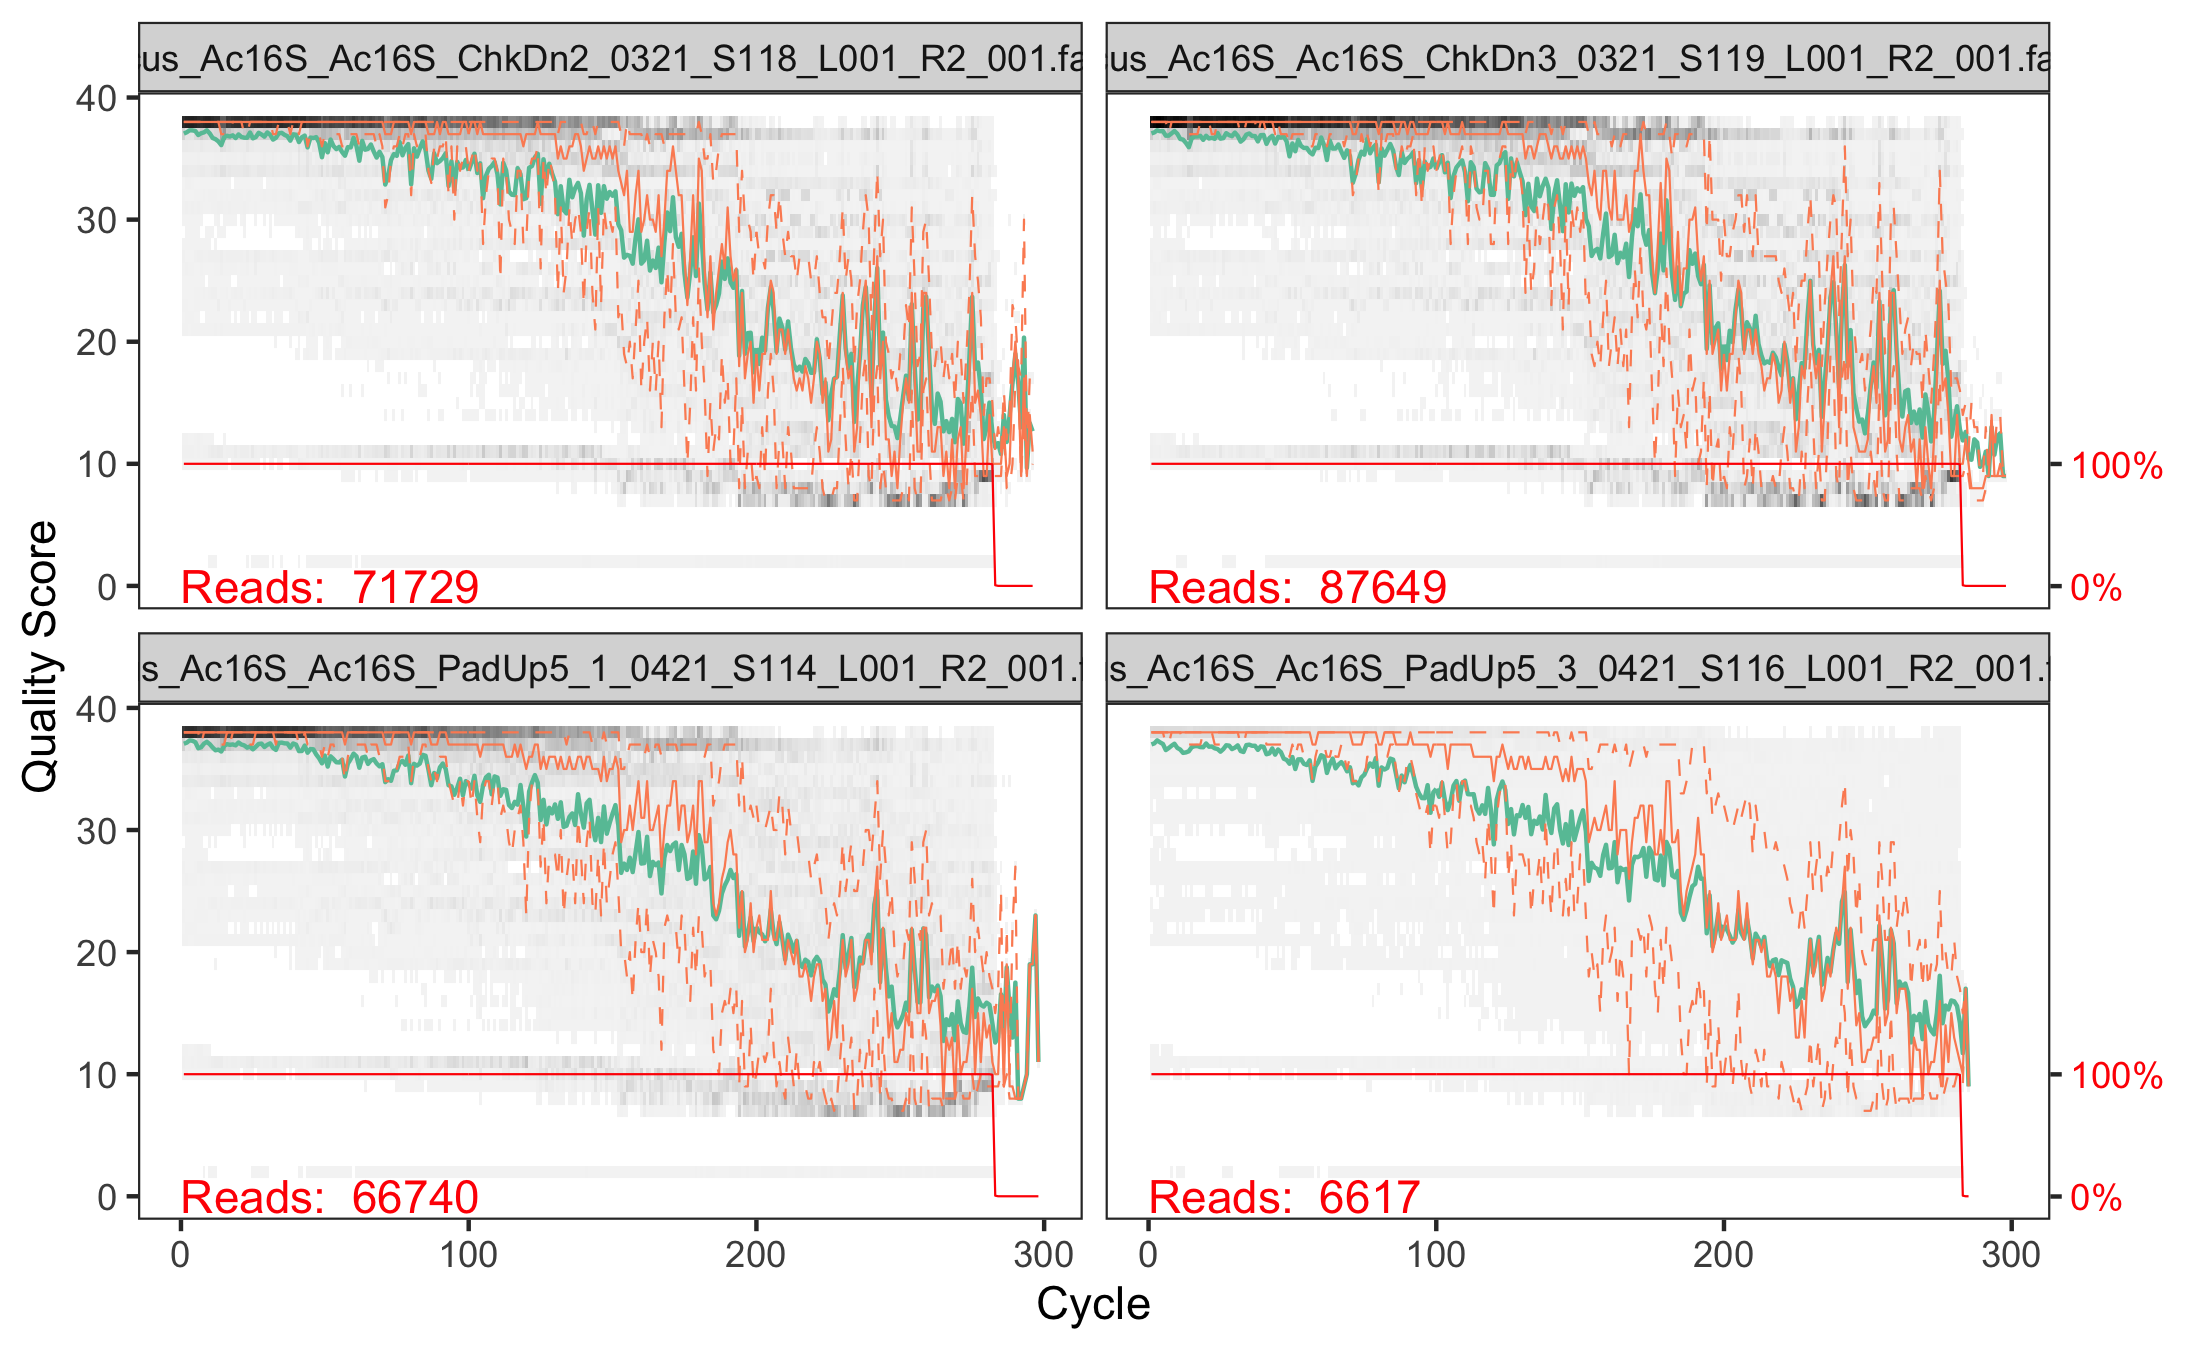 us_Ac16S_Ac16S_ChkDn2_0321_S118_L001_R2_001.fa
us_Ac16S_Ac16S_ChkDn3_0321_S119_L001_R2_001.fa
40
30
20
10
0
Reads: 71729
Reads: 87649
100%
0%
s_Ac16S_Ac16S_PadUp5_1_0421_S114_L001_R2_001.
s_Ac16S_Ac16S_PadUp5_3_0421_S116_L001_R2_001.
Quality Score
40
30
20
10
0
Reads: 66740
Reads: 6617
100%
0%
0 100 200 300
0 100 200 300
Cycle